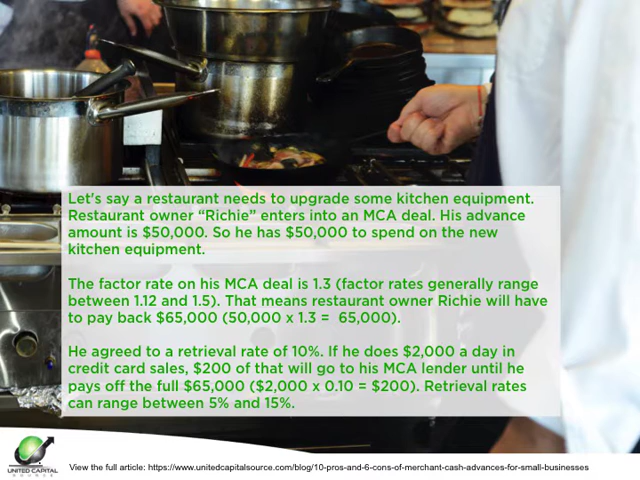 Let's say a restaurant needs to upgrade some kitchen equipment.
Restaurant owner “Richie” enters into an MCA deal. His advance
amount is $50,000. So he has $50,000 to spend on the new
kitchen equipment.
The factor rate on his MCA deal is 1.3 (factor rates generally range
between 1.12 and 1.5). That means restaurant owner Richie will have
to pay back $65,000 (50,000 x 1.3 =  65,000).
He agreed to a retrieval rate of 10%. If he does $2,000 a day in
credit card sales, $200 of that will go to his MCA lender until he
pays off the full $65,000 ($2,000 x 0.10 = $200). Retrieval rates
can range between 5% and 15%.
UNITED CAPITAL
SOURCE
View the full article: https://www.unitedcapitalsource.com/blog/10-pros-and-6-cons-of-merchant-cash-advances-for-small-businesses